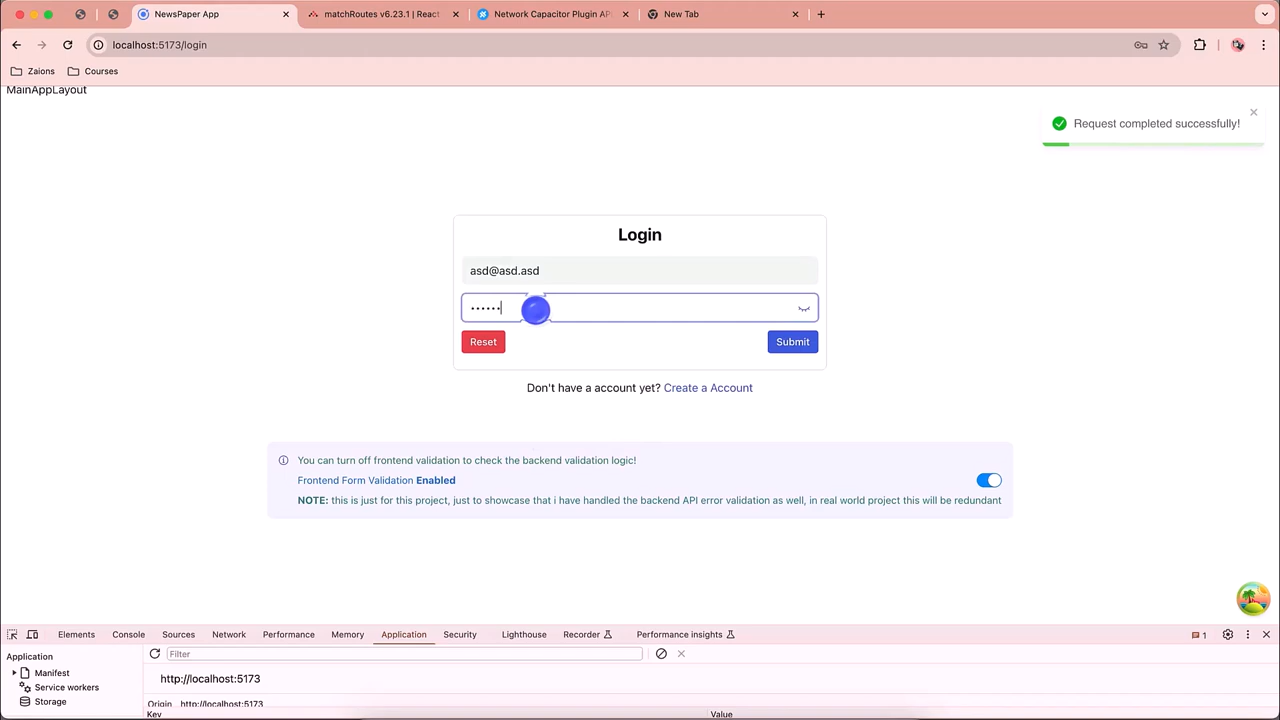 NewsPaper App
matchRoutes v6.23.1 | React
Network Capacitor Plugin API
New Tab
localhost:5173/login
Zaions
Courses
MainAppLayout
Request completed successfully!
Login
asd@asd.asd
••••••
Reset
Submit
Don't have a account yet? Create a Account
You can turn off frontend validation to check the backend validation logic!
Frontend Form Validation Enabled
NOTE: this is just for this project, just to showcase that i have handled the backend API error validation as well, in real world project this will be redundant
Elements
Console
Sources
Network
Performance
Memory
Application
Security
Lighthouse
Recorder
Performance insights
1
Application
Filter
Manifest
http://localhost:5173
Service workers
Storage
Origin http://localhost:5173
Key
Value